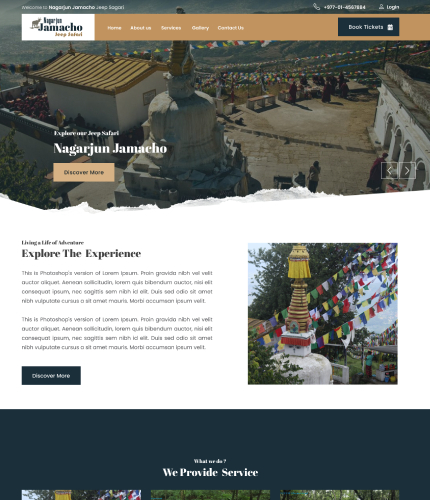 Welcome to Nagarjun Jamacho Jeep Sagari
+977-01-4567884
Login
Nagarjun
Jamacho
Jeep Safari
Home About us Services Gallery Contact Us
Book Tickets
Explore our Jeep Safari
Nagarjun Jamacho
Discover More
Living a Life of Adventure
Explore The Experience
This is Photoshop's version of Lorem Ipsum. Proin gravida nibh vel velit
auctor aliquet. Aenean sollicitudin, lorem quis bibendum auctor, nisi elit
consequat ipsum, nec sagittis sem nibh id elit. Duis sed odio sit amet
nibh vulputate cursus a sit amet mauris. Morbi accumsan ipsum velit.
This is Photoshop's version of Lorem Ipsum. Proin gravida nibh vel velit
auctor aliquet. Aenean sollicitudin, lorem quis bibendum auctor, nisi elit
consequat ipsum, nec sagittis sem nibh id elit. Duis sed odio sit amet
nibh vulputate cursus a sit amet mauris. Morbi accumsan ipsum velit.
Discover More
What we do ?
We Provide Service